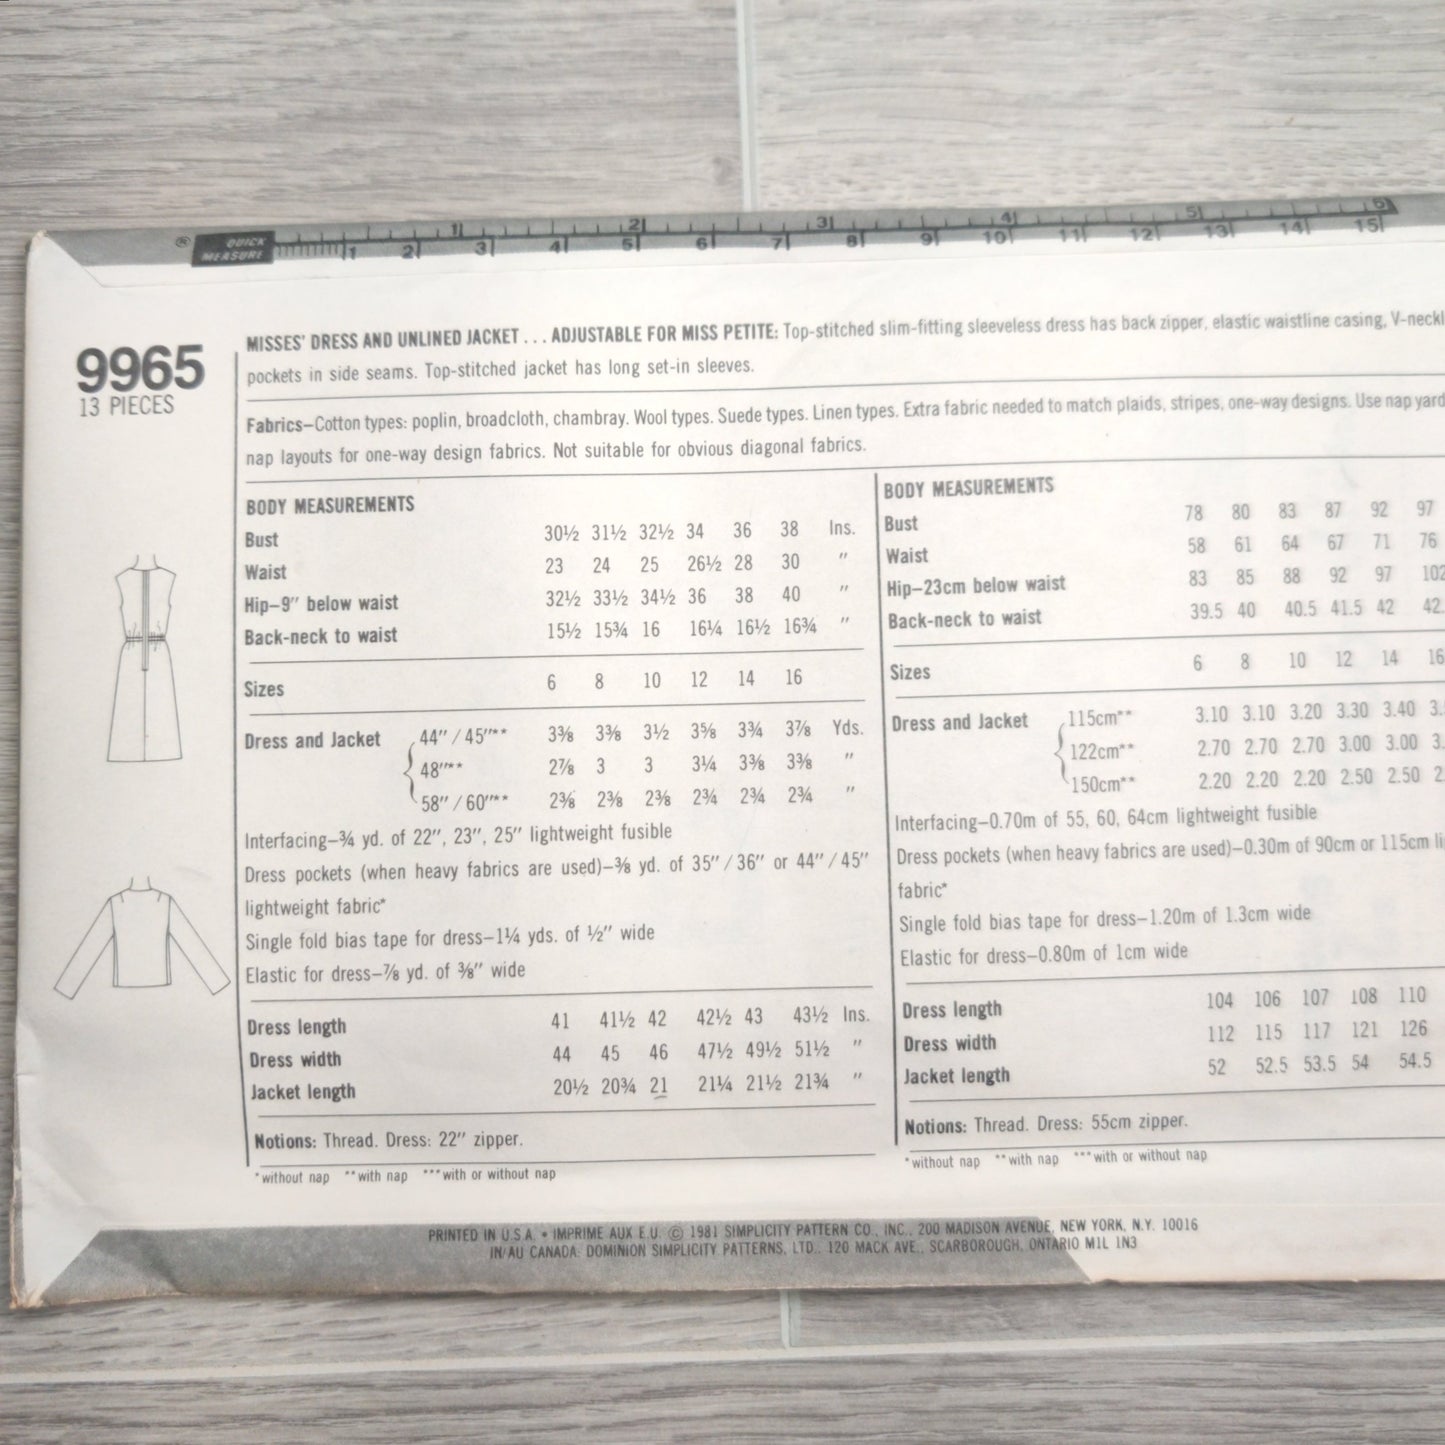 ® QUICK MEASURE
1 2 3 4 5 6
1 2 3 4 5 6 7 8 9 10 11 12 13 14 15
9965
13 PIECES
MISSES' DRESS AND UNLINED JACKET . . . ADJUSTABLE FOR MISS PETITE: Top-stitched slim-fitting sleeveless dress has back zipper, elastic waistline casing, V-neckl
pockets in side seams. Top-stitched jacket has long set-in sleeves.
Fabrics—Cotton types: poplin, broadcloth, chambray. Wool types. Suede types. Linen types. Extra fabric needed to match plaids, stripes, one-way designs. Use nap yard
nap layouts for one-way design fabrics. Not suitable for obvious diagonal fabrics.
BODY MEASUREMENTS
Bust 30½ 31½ 32½ 34 36 38 Ins.
Waist 23 24 25 26½ 28 30 "
Hip—9" below waist 32½ 33½ 34½ 36 38 40 "
Back-neck to waist 15½ 15¾ 16 16¼ 16½ 16¾ "
Sizes 6 8 10 12 14 16
Dress and Jacket 44"/45"** 3⅜ 3⅜ 3½ 3⅝ 3¾ 3⅞ Yds.
48"** 2⅞ 3 3 3¼ 3⅜ 3⅜ "
58"/60"** 2⅜ 2⅜ 2⅜ 2¾ 2¾ 2¾ "
Interfacing—¾ yd. of 22", 23", 25" lightweight fusible
Dress pockets (when heavy fabrics are used)—⅜ yd. of 35"/36" or 44"/45"
lightweight fabric*
Single fold bias tape for dress—1¼ yds. of ½" wide
Elastic for dress—⅞ yd. of ⅜" wide
Dress length 41 41½ 42 42½ 43 43½ Ins.
Dress width 44 45 46 47½ 49½ 51½ "
Jacket length 20½ 20¾ 21 21¼ 21½ 21¾ "
Notions: Thread. Dress: 22" zipper.
*without nap **with nap ***with or without nap
BODY MEASUREMENTS
Bust 78 80 83 87 92 97
Waist 58 61 64 67 71 76
Hip—23cm below waist 83 85 88 92 97 102
Back-neck to waist 39.5 40 40.5 41.5 42 42.
Sizes 6 8 10 12 14 16
Dress and Jacket 115cm** 3.10 3.10 3.20 3.30 3.40 3.
122cm** 2.70 2.70 2.70 3.00 3.00 3.
150cm** 2.20 2.20 2.20 2.50 2.50 2
Interfacing—0.70m of 55, 60, 64cm lightweight fusible
Dress pockets (when heavy fabrics are used)—0.30m of 90cm or 115cm li
fabric*
Single fold bias tape for dress—1.20m of 1.3cm wide
Elastic for dress—0.80m of 1cm wide
Dress length 104 106 107 108 110
Dress width 112 115 117 121 126
Jacket length 52 52.5 53.5 54 54.5
Notions: Thread. Dress: 55cm zipper.
*without nap **with nap ***with or without nap
PRINTED IN U.S.A. • IMPRIME AUX E.U. © 1981 SIMPLICITY PATTERN CO., INC., 200 MADISON AVENUE, NEW YORK, N.Y. 10016
IN/AU CANADA: DOMINION SIMPLICITY PATTERNS, LTD., 120 MACK AVE., SCARBOROUGH, ONTARIO M1L 1N3